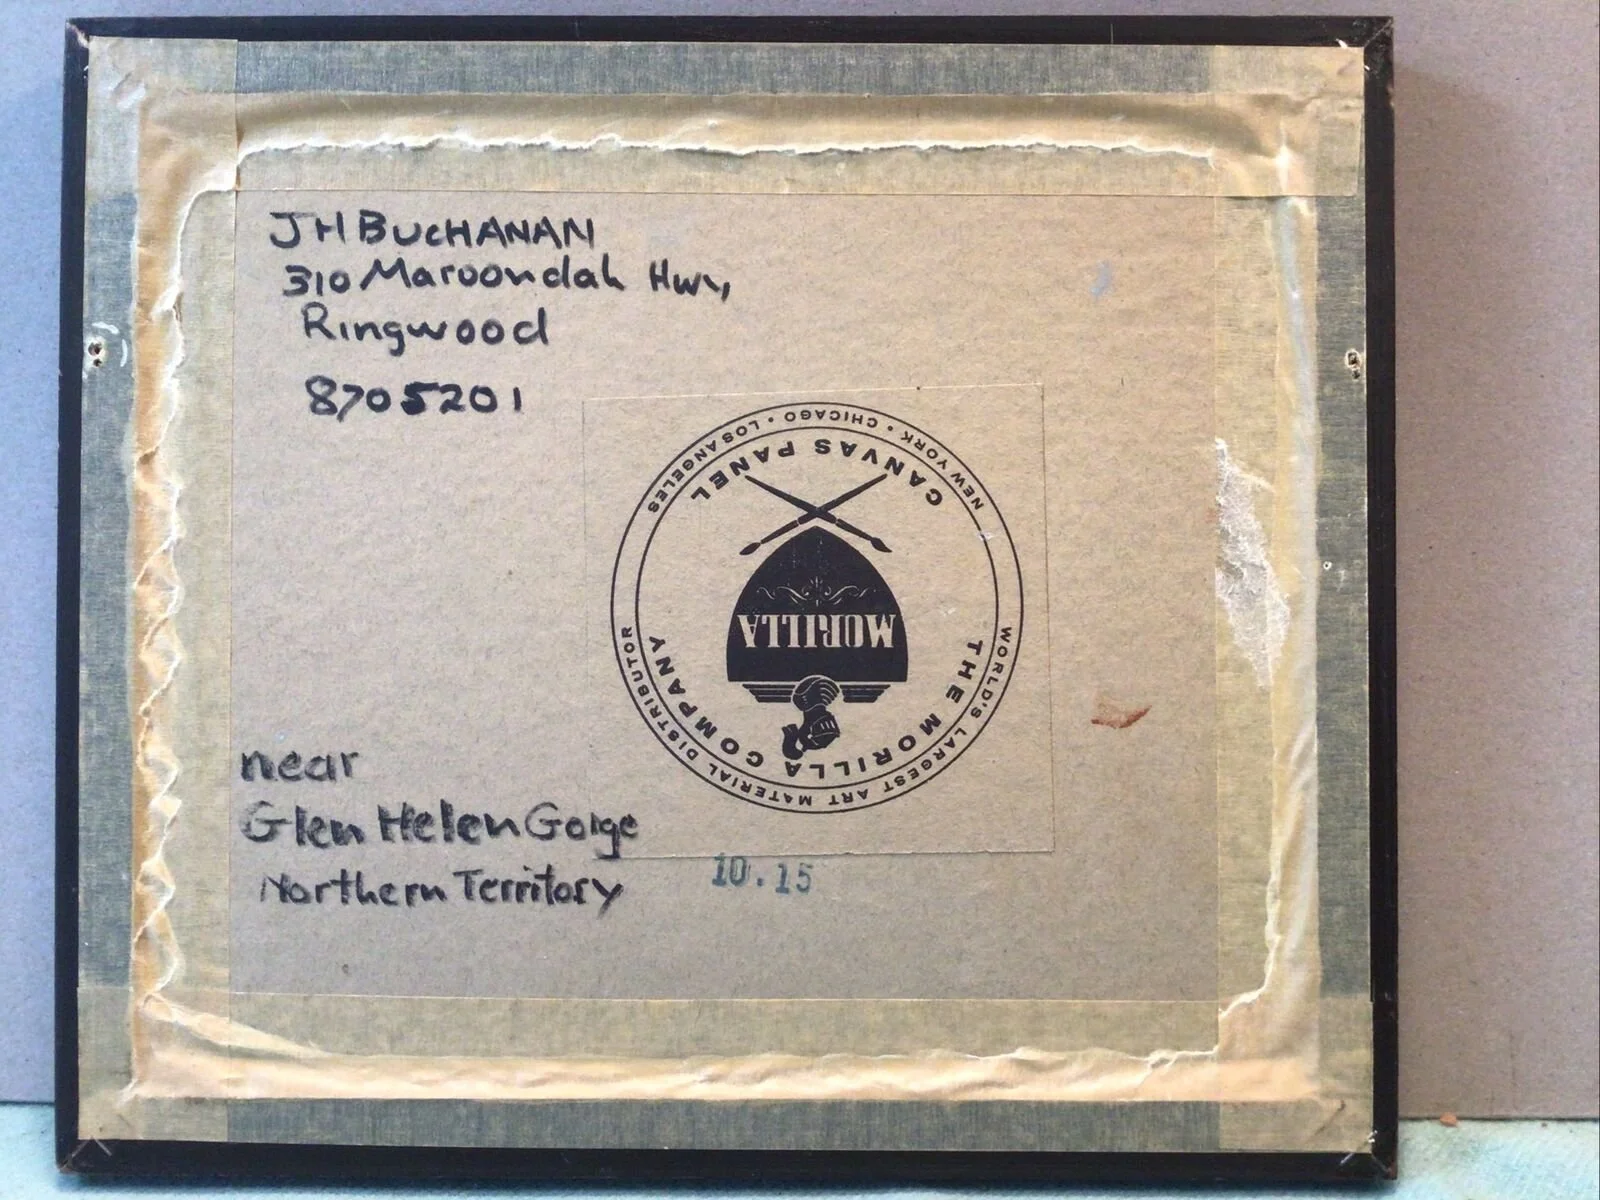 JH BUCHANAN
310 Maroondah Hwy,
Ringwood
8705201
NEW YORK • CHICAGO • LOS ANGELES
CANVAS PANEL
MORILLA
THE MORILLA COMPANY
WORLD'S LARGEST ART MATERIAL DISTRIBUTOR
near
Glen Helen Gorge
Northern Territory
10.15